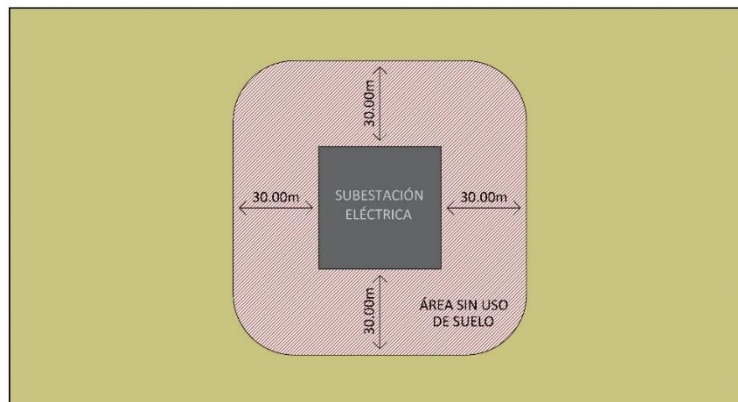 30.00m
SUBESTACIÓN
ELÉCTRICA
30.00m
30.00m
30.00m
ÁREA SIN USO
DE SUELO